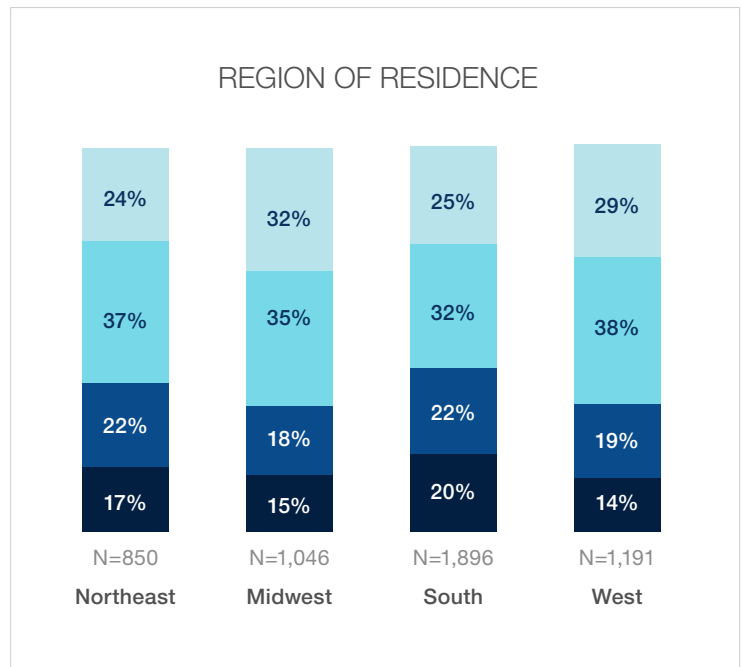 REGION OF RESIDENCE
24% 32% 25% 29%
37% 35% 32% 38%
22% 18% 22% 19%
17% 15% 20% 14%
N=850 N=1,046 N=1,896 N=1,191
Northeast Midwest South West